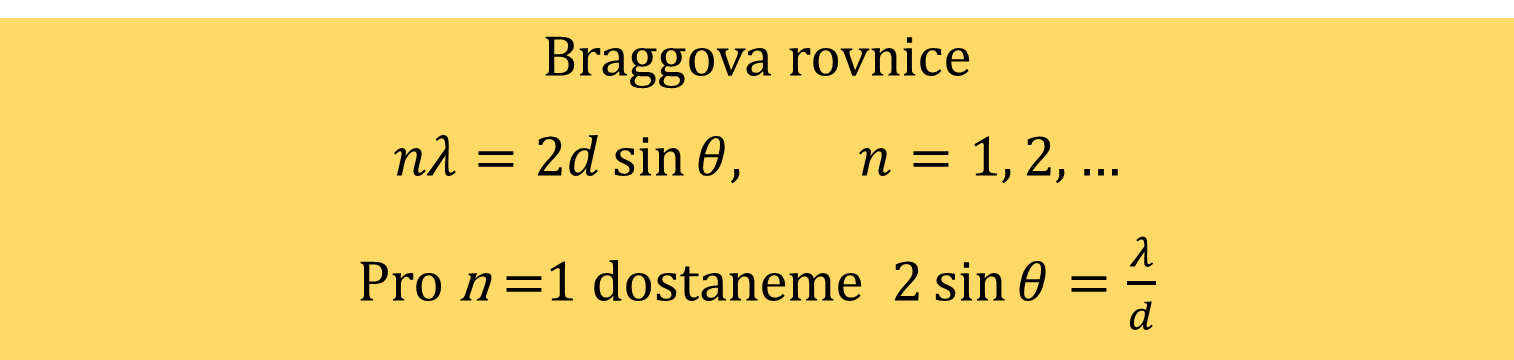 Braggova rovnice
nλ = 2d sin θ, n = 1, 2, ...
Pro n =1 dostaneme 2 sin θ = λ/d